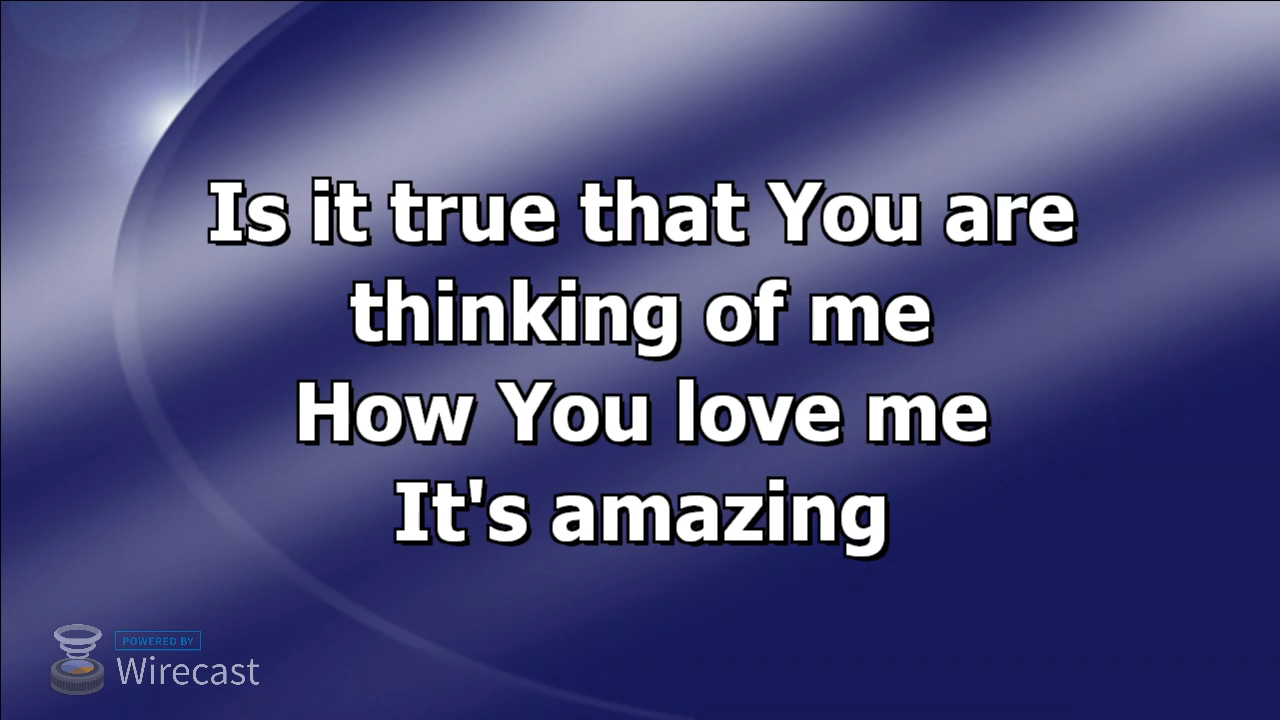 Is it true that You are
thinking of me
How You love me
It's amazing
POWERED BY
Wirecast